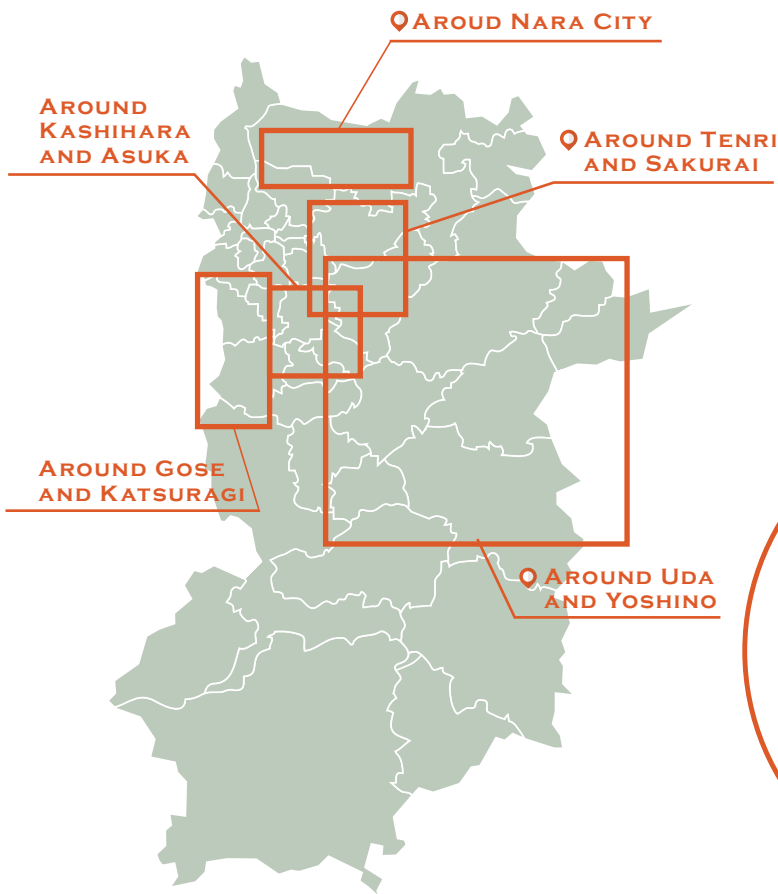 AROUD NARA CITY
AROUND
KASHIHARA
AND ASUKA
AROUND TENRI
AND SAKURAI
AROUND GOSE
AND KATSURAGI
AROUND UDA
AND YOSHINO